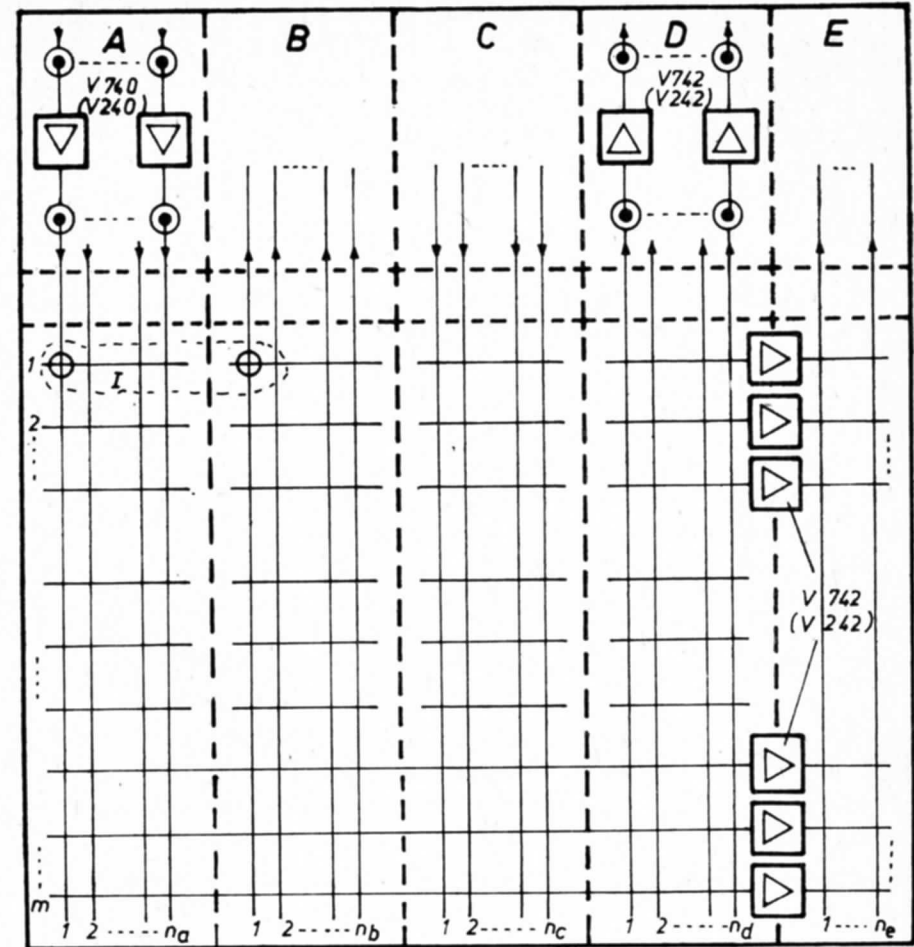 A B C D E
V 740
(V240)
V742
(V242)
1
I
2
V 742
(V 242)
m
1 2 ...... na 1 2 ...... nb 1 2 ...... nc 1 2 ...... nd 1 ..... ne